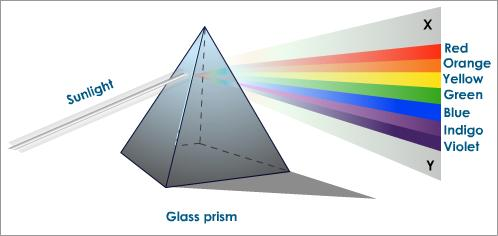 X
Red
Orange
Yellow
Green
Blue
Indigo
Violet
Y
Sunlight
Glass prism